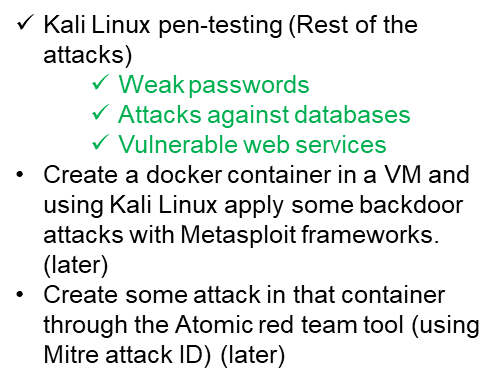 ✓ Kali Linux pen-testing (Rest of the
attacks)
✓ Weak passwords
✓ Attacks against databases
✓ Vulnerable web services
• Create a docker container in a VM and
using Kali Linux apply some backdoor
attacks with Metasploit frameworks.
(later)
• Create some attack in that container
through the Atomic red team tool (using
Mitre attack ID) (later)